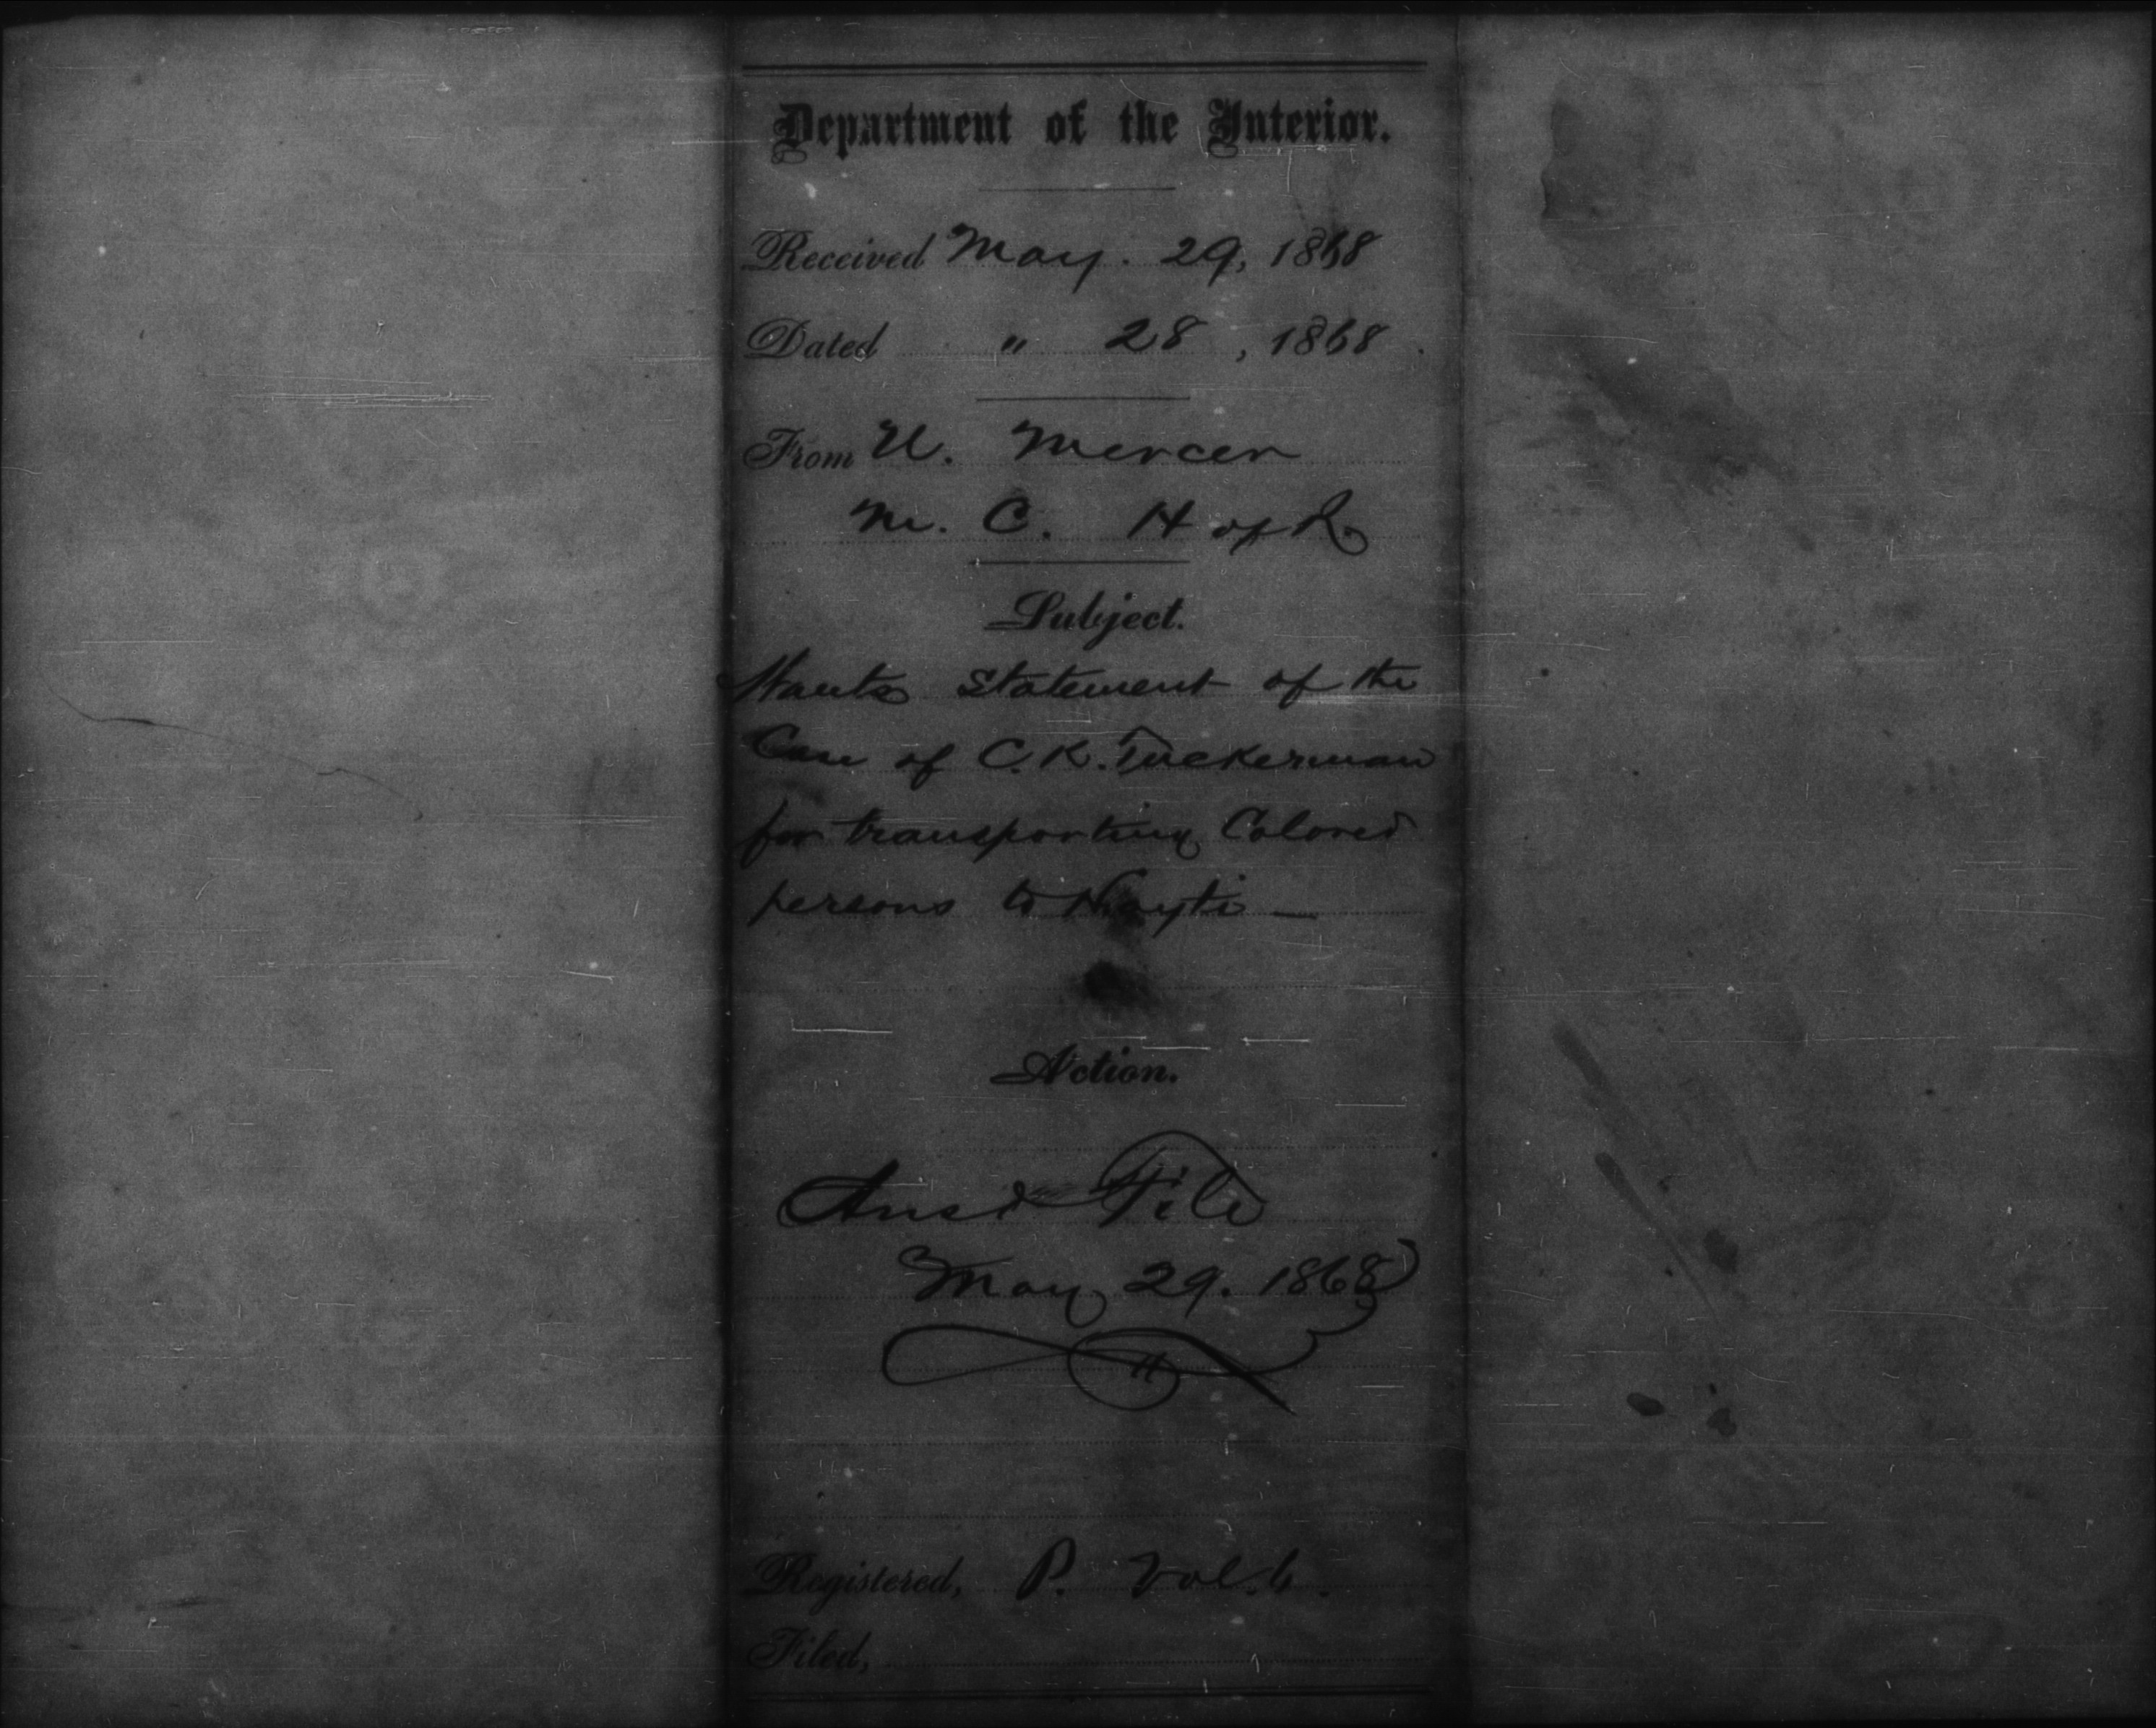 Department of the Interior.
Received May. 29, 1868
Dated " 28, 1868.
From U. Mercer
M. C. H of R.
Subject.
Wants statement of the
Case of C. K. Tuckerman
for transporting Colored
persons to Hayti —
Action.
Ansd File
May 29. 1868
H
Registered, P. Vol. 6.
Filed,